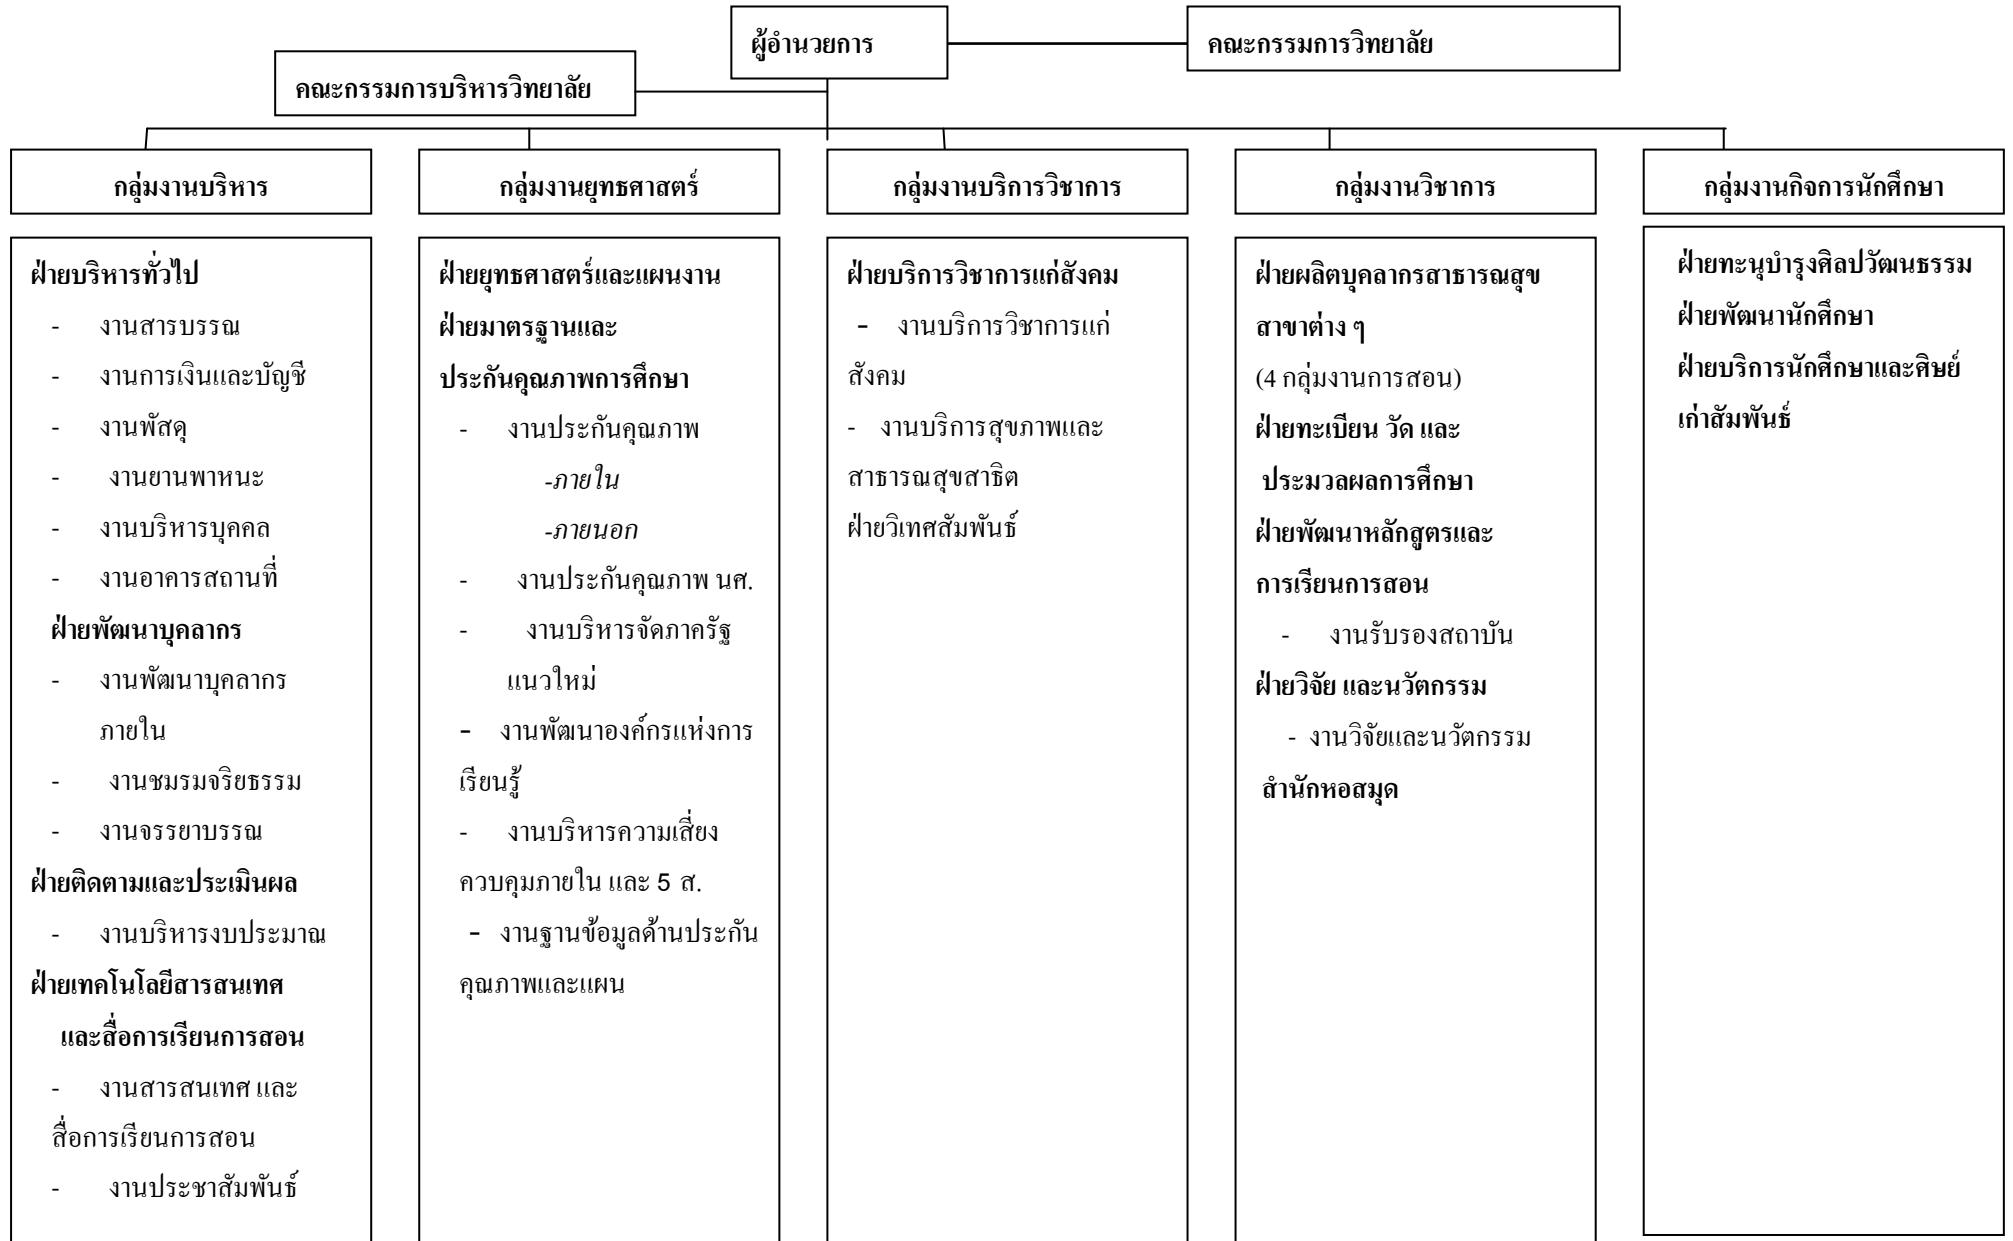 ผู้อำนวยการ
คณะกรรมการวิทยาลัย
คณะกรรมการบริหารวิทยาลัย
กลุ่มงานบริหาร
ฝ่ายบริหารทั่วไป
- งานสารบรรณ
- งานการเงินและบัญชี
- งานพัสดุ
- งานยานพาหนะ
- งานบริหารบุคคล
- งานอาคารสถานที่
ฝ่ายพัฒนาบุคลากร
- งานพัฒนาบุคลากร
ภายใน
- งานชมรมจริยธรรม
- งานจรรยาบรรณ
ฝ่ายติดตามและประเมินผล
- งานบริหารงบประมาณ
ฝ่ายเทคโนโลยีสารสนเทศ
และสื่อการเรียนการสอน
- งานสารสนเทศ และ
สื่อการเรียนการสอน
- งานประชาสัมพันธ์
กลุ่มงานยุทธศาสตร์
ฝ่ายยุทธศาสตร์และแผนงาน
ฝ่ายมาตรฐานและ
ประกันคุณภาพการศึกษา
- งานประกันคุณภาพ
-ภายใน
-ภายนอก
- งานประกันคุณภาพ นศ.
- งานบริหารจัดภาครัฐ
แนวใหม่
- งานพัฒนาองค์กรแห่งการ
เรียนรู้
- งานบริหารความเสี่ยง
ควบคุมภายใน และ 5 ส.
- งานฐานข้อมูลด้านประกัน
คุณภาพและแผน
กลุ่มงานบริการวิชาการ
ฝ่ายบริการวิชาการแก่สังคม
- งานบริการวิชาการแก่
สังคม
- งานบริการสุขภาพและ
สาธารณสุขสาธิต
ฝ่ายวิเทศสัมพันธ์
กลุ่มงานวิชาการ
ฝ่ายผลิตบุคลากรสาธารณสุข
สาขาต่าง ๆ
(4 กลุ่มงานการสอน)
ฝ่ายทะเบียน วัด และ
ประมวลผลการศึกษา
ฝ่ายพัฒนาหลักสูตรและ
การเรียนการสอน
- งานรับรองสถาบัน
ฝ่ายวิจัย และนวัตกรรม
- งานวิจัยและนวัตกรรม
สำนักหอสมุด
กลุ่มงานกิจการนักศึกษา
ฝ่ายทะนุบำรุงศิลปวัฒนธรรม
ฝ่ายพัฒนานักศึกษา
ฝ่ายบริการนักศึกษาและศิษย์
เก่าสัมพันธ์